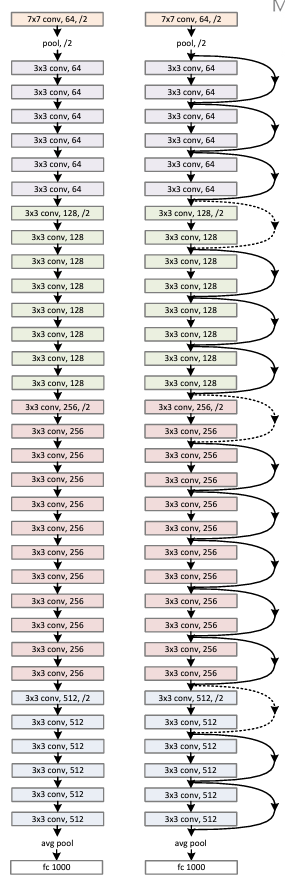 M
7x7 conv, 64, /2
pool, /2
3x3 conv, 64
3x3 conv, 64
3x3 conv, 64
3x3 conv, 64
3x3 conv, 64
3x3 conv, 64
3x3 conv, 128, /2
3x3 conv, 128
3x3 conv, 128
3x3 conv, 128
3x3 conv, 128
3x3 conv, 128
3x3 conv, 128
3x3 conv, 128
3x3 conv, 256, /2
3x3 conv, 256
3x3 conv, 256
3x3 conv, 256
3x3 conv, 256
3x3 conv, 256
3x3 conv, 256
3x3 conv, 256
3x3 conv, 256
3x3 conv, 256
3x3 conv, 256
3x3 conv, 256
3x3 conv, 512, /2
3x3 conv, 512
3x3 conv, 512
3x3 conv, 512
3x3 conv, 512
3x3 conv, 512
avg pool
fc 1000
7x7 conv, 64, /2
pool, /2
3x3 conv, 64
3x3 conv, 64
3x3 conv, 64
3x3 conv, 64
3x3 conv, 64
3x3 conv, 64
3x3 conv, 128, /2
3x3 conv, 128
3x3 conv, 128
3x3 conv, 128
3x3 conv, 128
3x3 conv, 128
3x3 conv, 128
3x3 conv, 128
3x3 conv, 256, /2
3x3 conv, 256
3x3 conv, 256
3x3 conv, 256
3x3 conv, 256
3x3 conv, 256
3x3 conv, 256
3x3 conv, 256
3x3 conv, 256
3x3 conv, 256
3x3 conv, 256
3x3 conv, 256
3x3 conv, 512, /2
3x3 conv, 512
3x3 conv, 512
3x3 conv, 512
3x3 conv, 512
3x3 conv, 512
avg pool
fc 1000